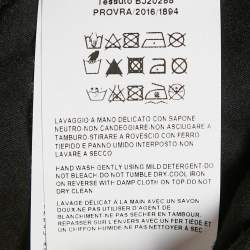 Tessuto BJ20288
PROVRA/2016/1894
LAVAGGIO A MANO DELICATO CON SAPONE
NEUTRO-NON CANDEGGIARE-NON ASCIUGARE A
TAMBURO-STIRARE A ROVESCIO CON FERRO
TIEPIDO E PANNO UMIDO INTERPOSTO NON
LAVARE A SECCO
HAND WASH GENTLY USING MILD DETERGENT-DO
NOT BLEACH-DO NOT TUMBLE DRY-COOL IRON
ON REVERSE WITH DAMP CLOTH ON TOP DO NOT
DRY CLEAN
LAVAGE DÉLICAT A LA MAIN AVEC UN SAVON
DOUX-NE PAS UTILISER D'AGENT DE
BLANCHIMENT-NE PAS SÉCHER EN TAMBOUR.
REPASSER SUR L'ENVERS AVEC UN FER TIÈDE ET
UN CHIFFON HUMIDE NE PAS NETTOYER A SEC